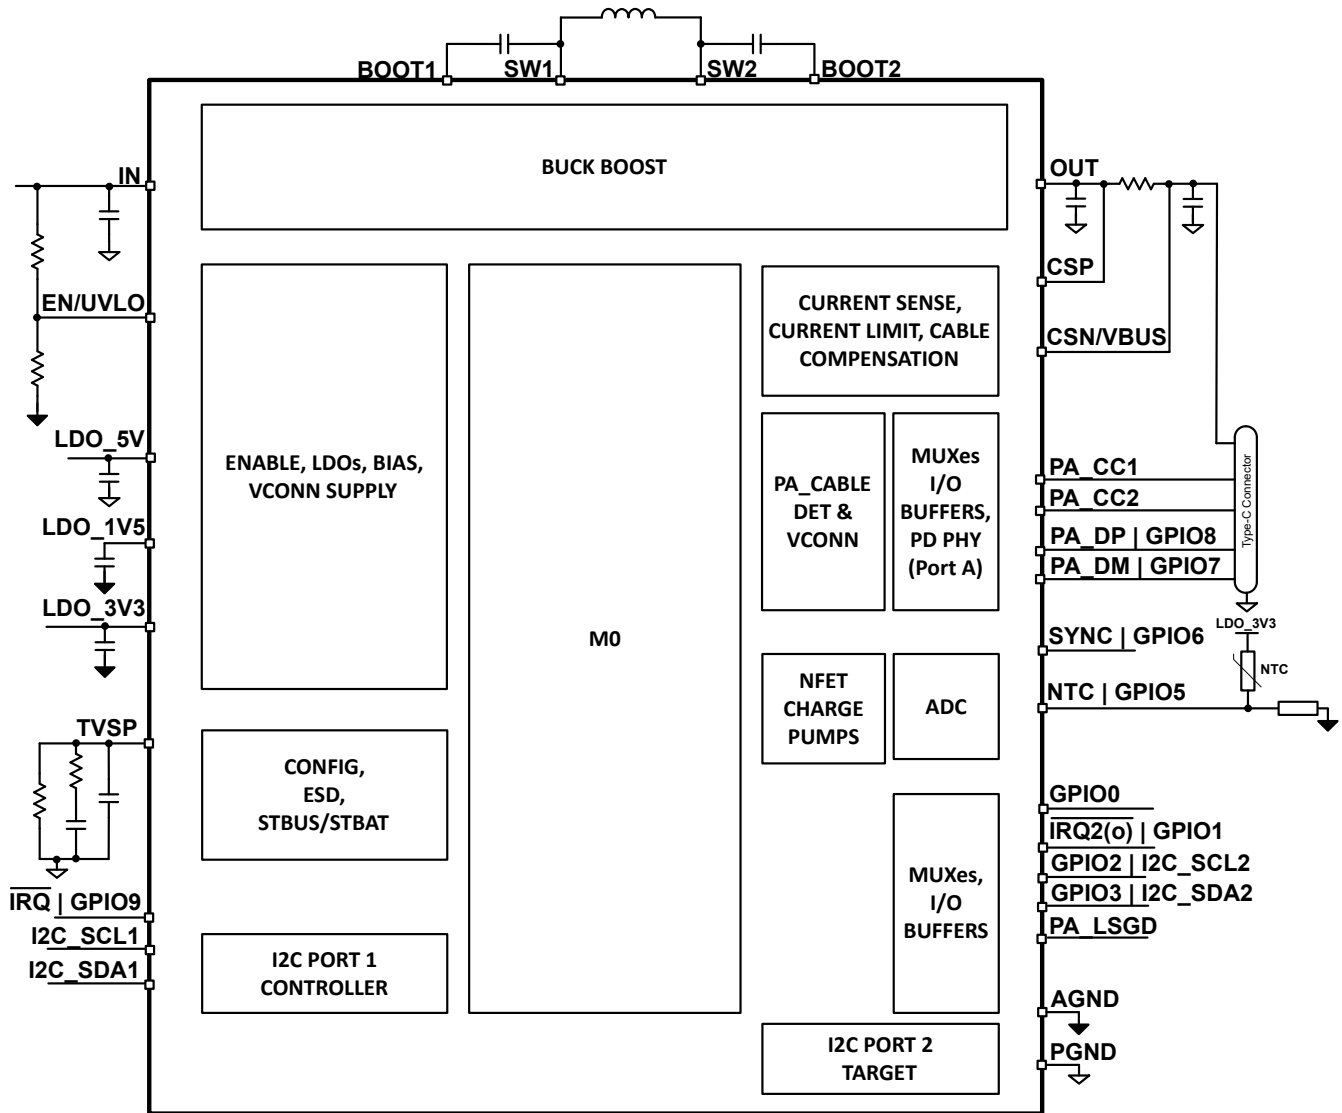 BOOT1
SW1
SW2
BOOT2
BUCK BOOST
IN
OUT
CSP
EN/UVLO
CURRENT SENSE,
CURRENT LIMIT, CABLE
COMPENSATION
CSN/VBUS
LDO_5V
ENABLE, LDOs, BIAS,
VCONN SUPPLY
PA_CABLE
DET &
VCONN
MUXes
I/O
BUFFERS,
PD PHY
(Port A)
PA_CC1
PA_CC2
PA_DP | GPIO8
PA_DM | GPIO7
Type-C Connector
LDO_1V5
LDO_3V3
M0
SYNC | GPIO6
LDO_3V3
NTC
NTC | GPIO5
NFET
CHARGE
PUMPS
ADC
TVSP
CONFIG,
ESD,
STBUS/STBAT
GPIO0
IRQ2(o) | GPIO1
GPIO2 | I2C_SCL2
GPIO3 | I2C_SDA2
PA_LSGD
MUXes,
I/O
BUFFERS
IRQ | GPIO9
I2C_SCL1
I2C_SDA1
I2C PORT 1
CONTROLLER
AGND
PGND
I2C PORT 2
TARGET